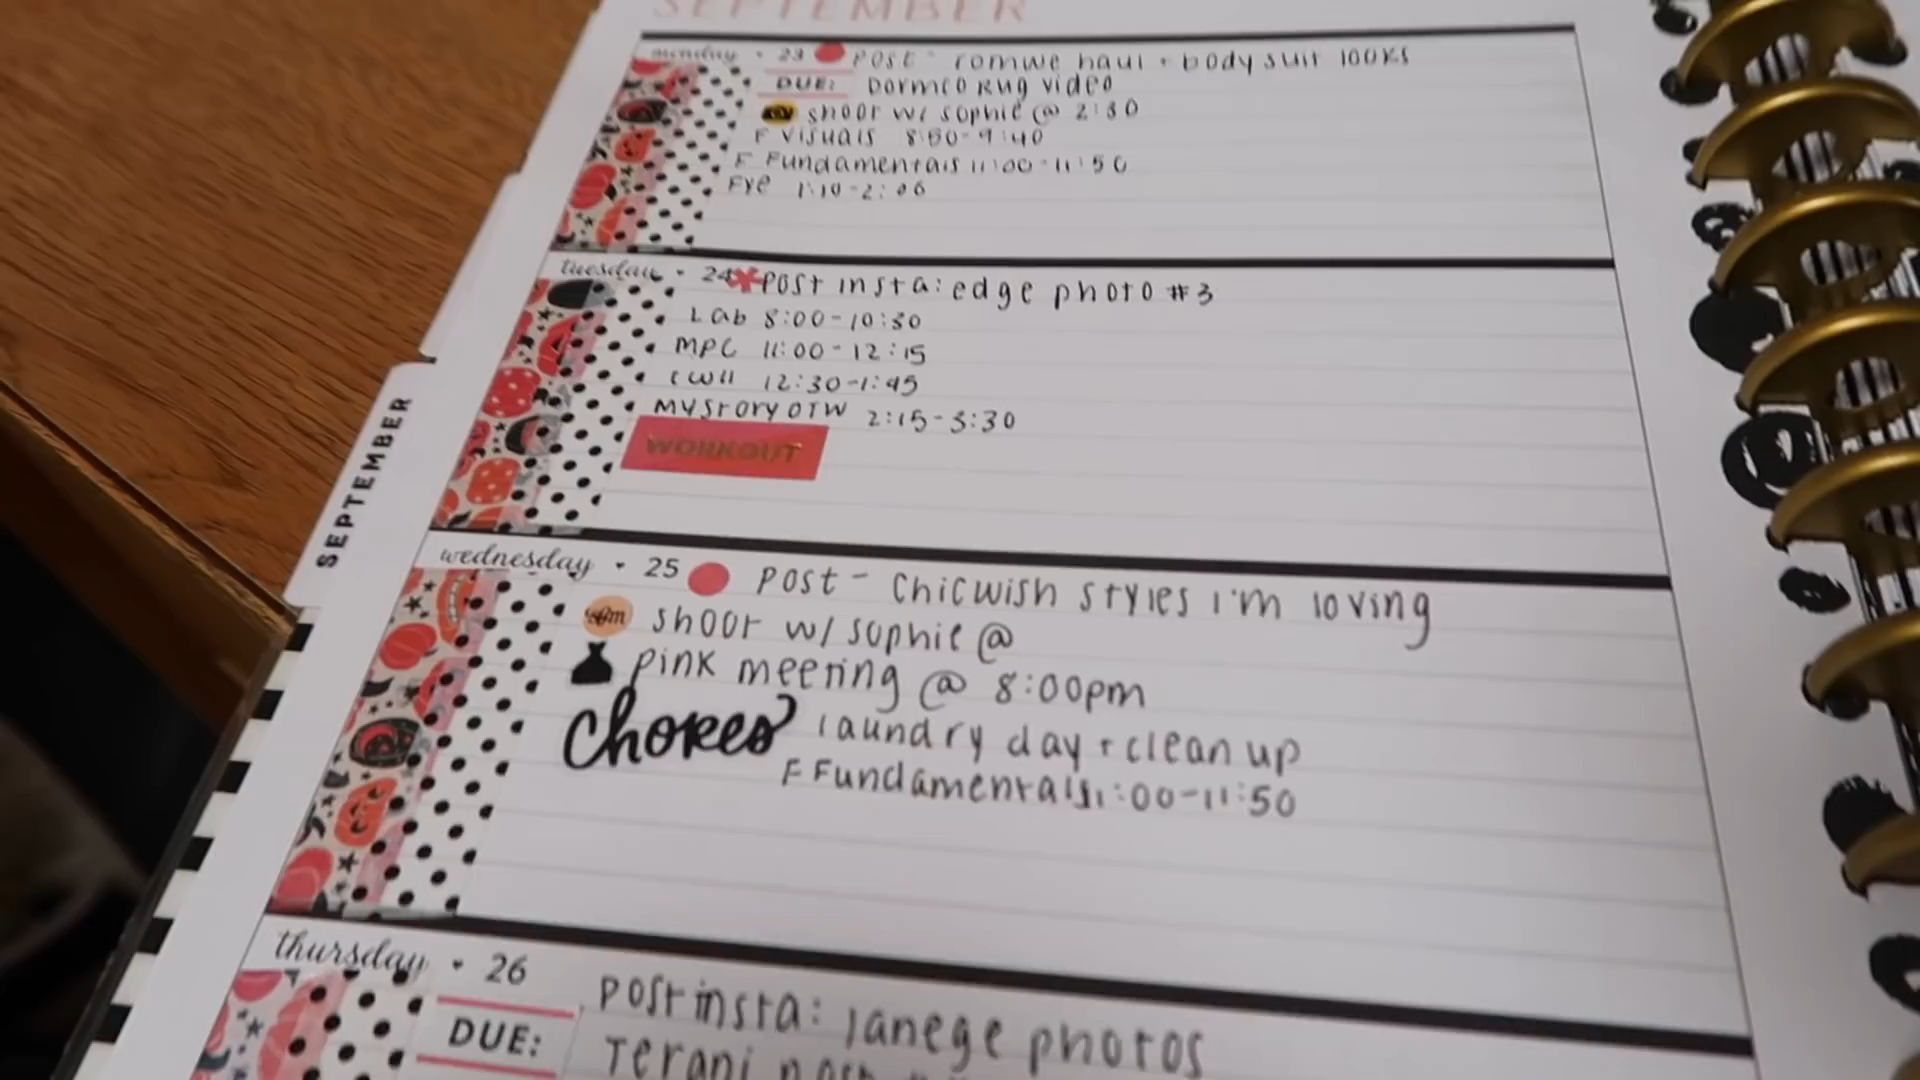 SEPTEMBER
monday • 23 Post - romwe haul + body suit looks
DUE: Dormco Rug video
shoot w/ sophie @ 2:30
F Visuals 8:50-9:40
F Fundamentals 11:00-11:50
Fye 1:10-2:00
tuesday • 24 Post insta: edge photo #3
Lab 8:00-10:30
MPC 11:00-12:15
12:30-1:45
Mystory OTW 2:15-3:30
WORKOUT
SEPTEMBER
wednesday • 25 Post - Chicwish styles i'm loving
shoot w/ sophie @
pink meeting @ 8:00pm
Chores laundry day + clean up
F Fundamentals 11:00-11:50
thursday • 26
Post insta: lanege photos
DUE:
Terani post